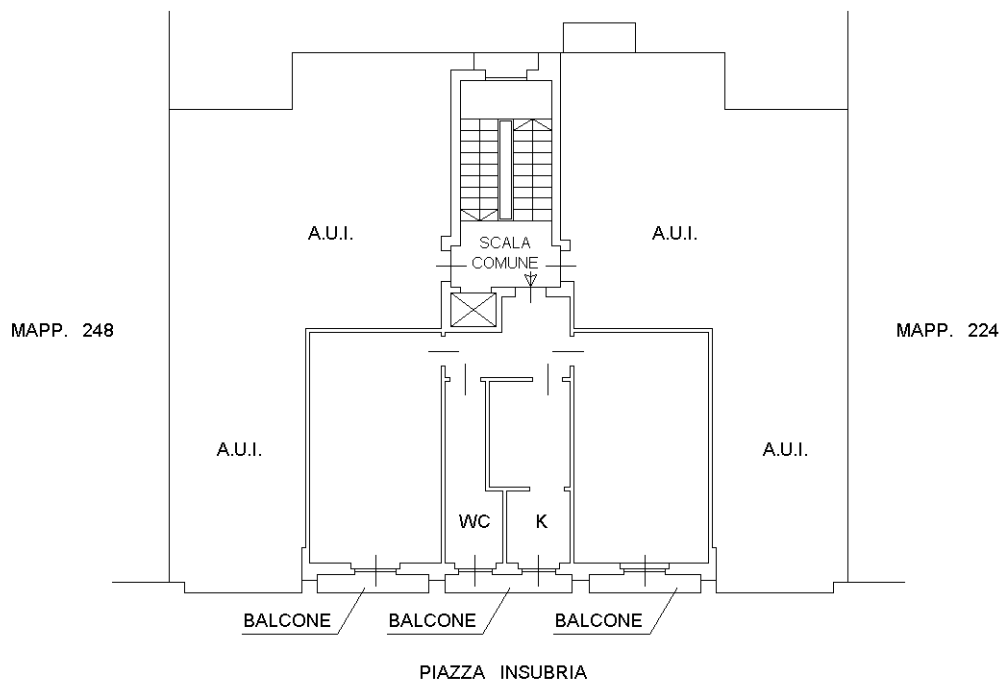 A.U.I.
A.U.I.
SCALA
COMUNE
MAPP. 248
MAPP. 224
A.U.I.
A.U.I.
WC
K
BALCONE
BALCONE
BALCONE
PIAZZA INSUBRIA